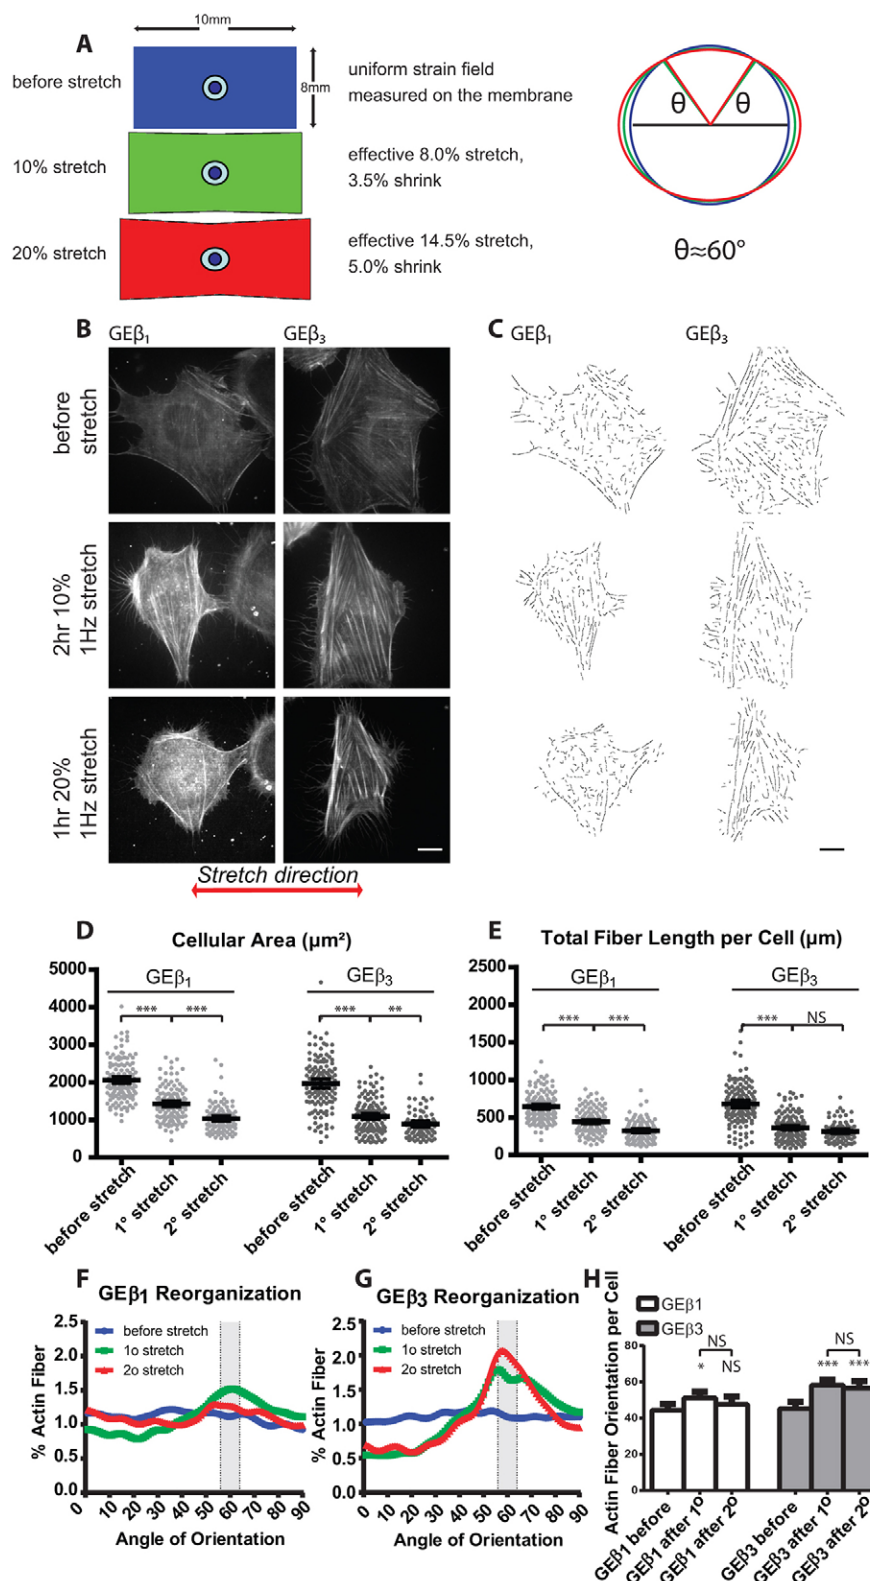 A
10mm
before stretch
8mm
uniform strain field
measured on the membrane
10% stretch
effective 8.0% stretch,
3.5% shrink
20% stretch
effective 14.5% stretch,
5.0% shrink
θ θ
θ≈60°
B
GEβ1 GEβ3
before
stretch
2hr 10%
1Hz stretch
1hr 20%
1Hz stretch
Stretch direction
C
GEβ1 GEβ3
D
Cellular Area (μm²)
GEβ1 GEβ3
*** *** *** **
5000
4000
3000
2000
1000
0
before stretch
1° stretch
2° stretch
before stretch
1° stretch
2° stretch
E
Total Fiber Length per Cell (μm)
GEβ1 GEβ3
*** *** *** NS
2500
2000
1500
1000
500
0
before stretch
1° stretch
2° stretch
before stretch
1° stretch
2° stretch
F
GEβ1 Reorganization
% Actin Fiber
2.5
2.0
1.5
1.0
0.5
0.0
before stretch
1o stretch
2o stretch
0 10 20 30 40 50 60 70 80 90
Angle of Orientation
G
GEβ3 Reorganization
% Actin Fiber
2.5
2.0
1.5
1.0
0.5
0.0
before stretch
1o stretch
2o stretch
0 10 20 30 40 50 60 70 80 90
Angle of Orientation
H
GEβ1
GEβ3
Actin Fiber Orientation per Cell
80
60
40
20
0
NS NS
* NS *** ***
GEβ1 before
GEβ1 after 1º
GEβ1 after 2º
GEβ3 before
GEβ3 after 1º
GEβ3 after 2º